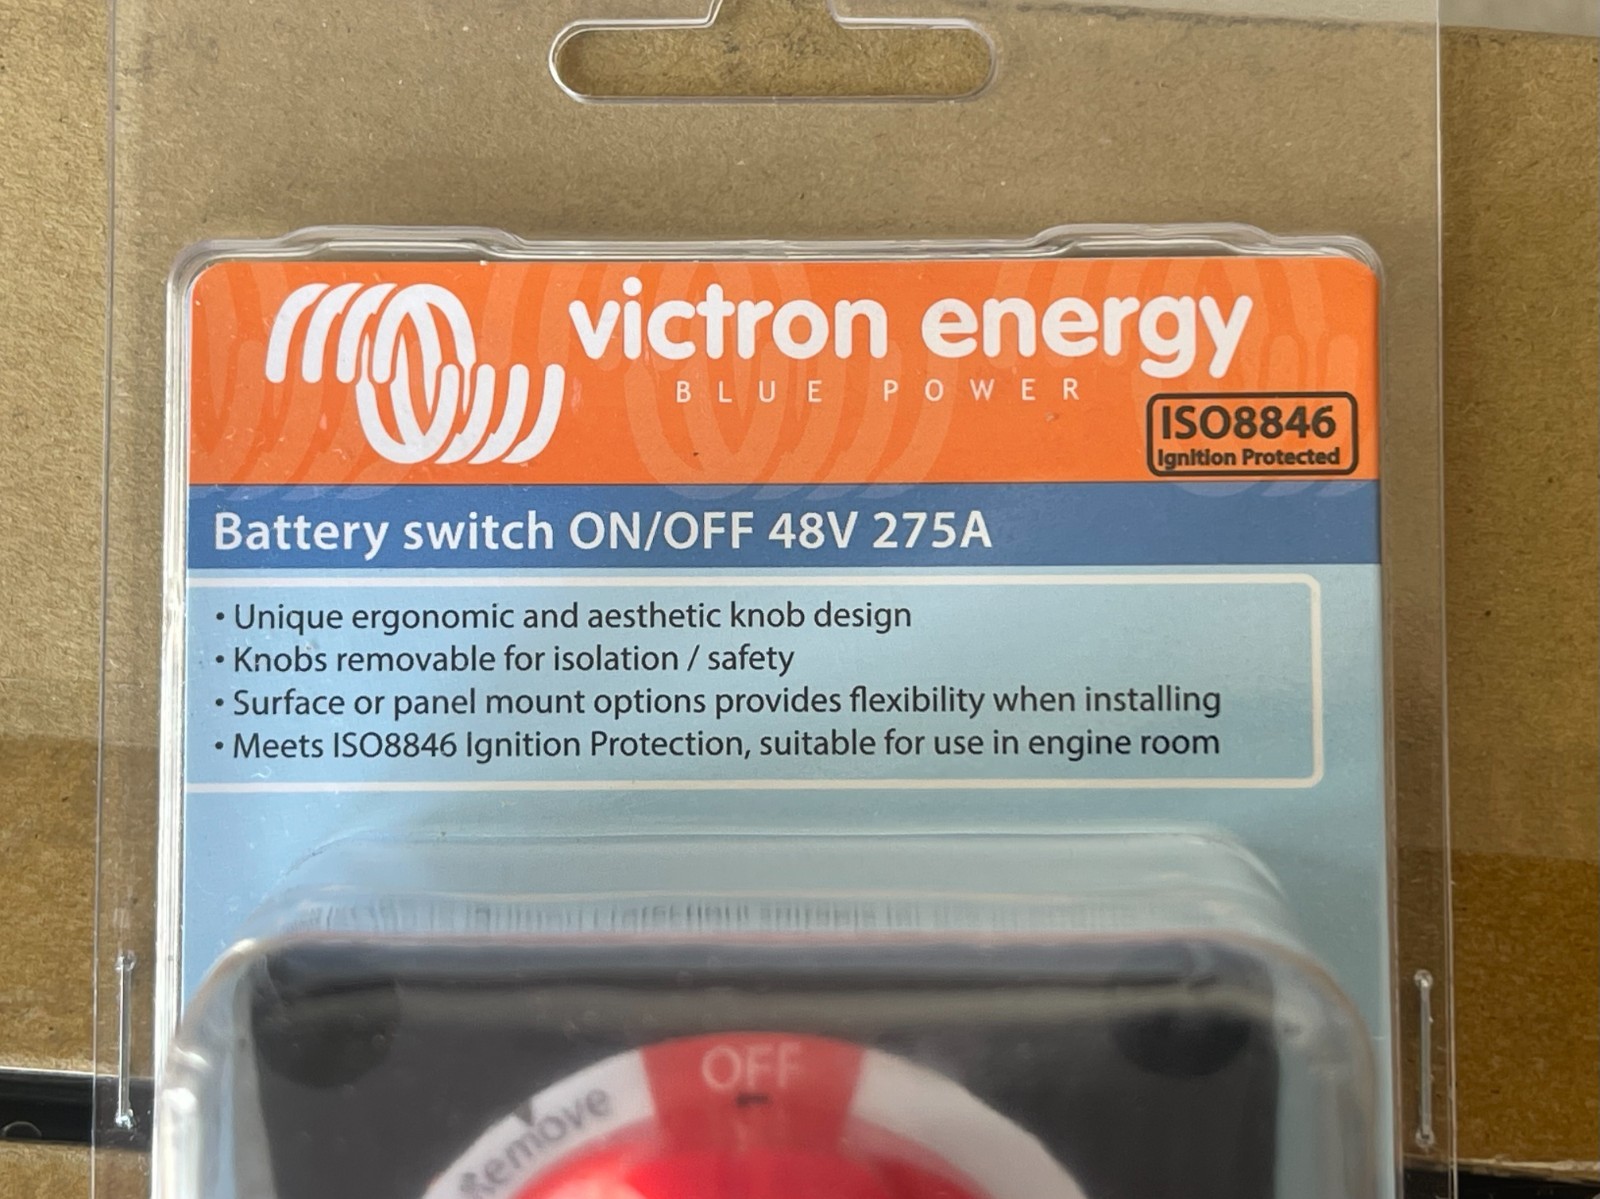 victron energy
BLUE POWER
ISO8846
Ignition Protected
Battery switch ON/OFF 48V 275A
• Unique ergonomic and aesthetic knob design
• Knobs removable for isolation / safety
• Surface or panel mount options provides flexibility when installing
• Meets ISO8846 Ignition Protection, suitable for use in engine room
OFF
Remove